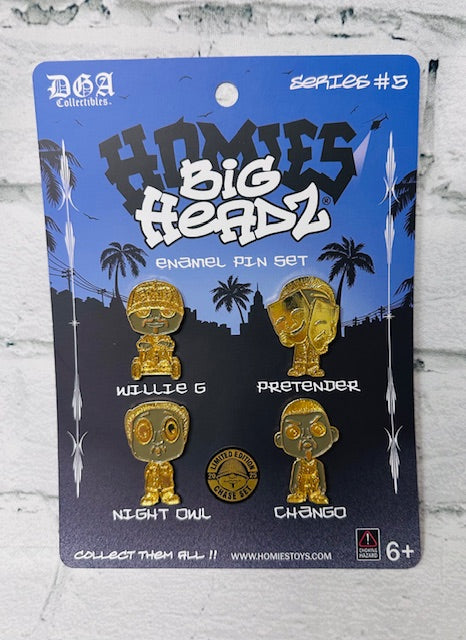 DGA
Collectibles™
SERIES #5
HOMIES
BIG
HEADZ®
ENAMEL PIN SET
WILLIE G
PRETENDER
NIGHT OWL
LIMITED EDITION
CHASE SET
CHANGO
COLLECT THEM ALL !!
WWW.HOMIESTOYS.COM
CHOKING
HAZARD
6+